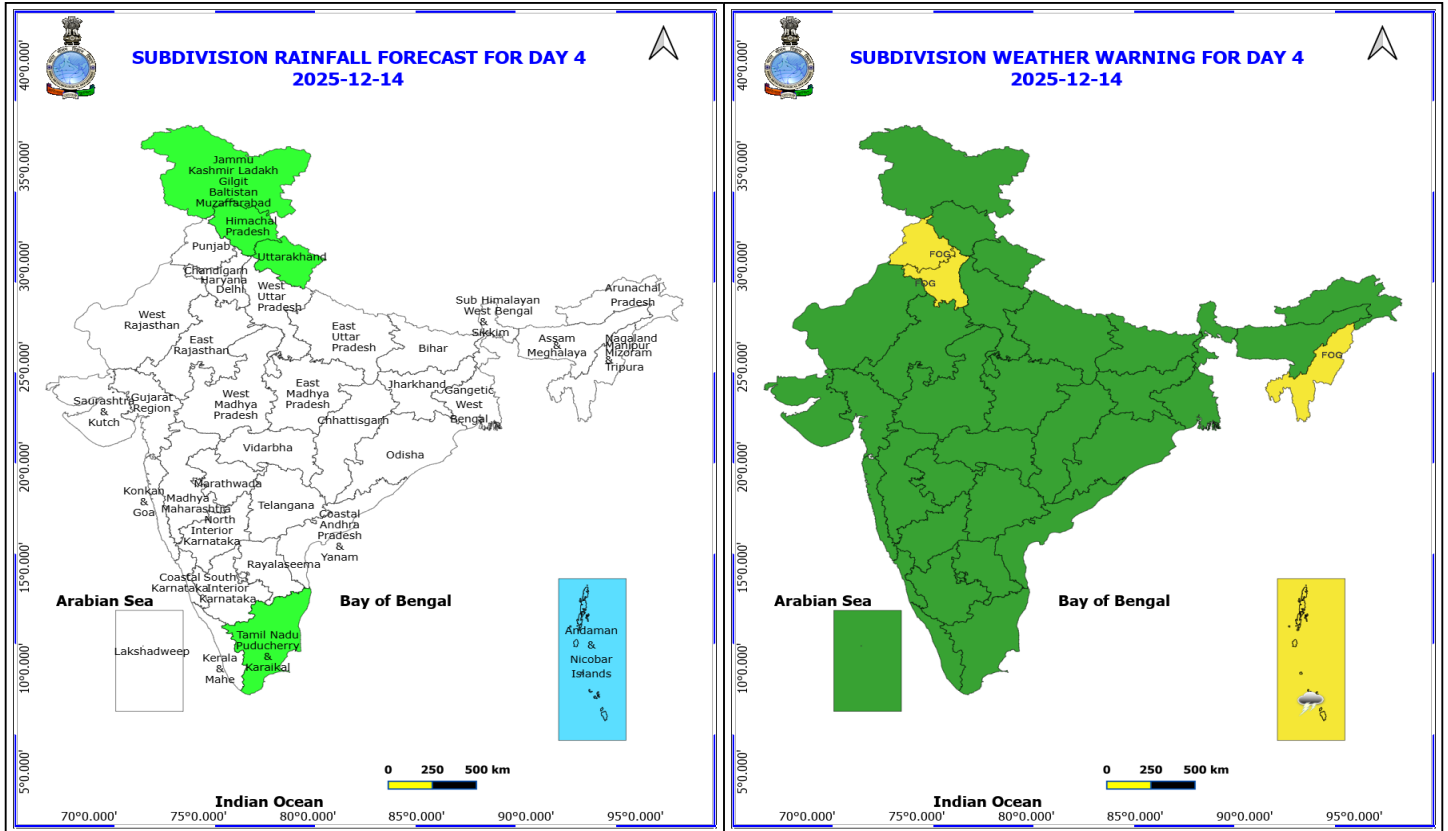 SUBDIVISION RAINFALL FORECAST FOR DAY 4
2025-12-14
40°0.000'
35°0.000'
30°0.000'
25°0.000'
20°0.000'
15°0.000'
10°0.000'
5°0.000'
Jammu
Kashmir Ladakh
Gilgit
Baltistan
Muzaffarabad
Himachal
Pradesh
Punjab
Uttarakhand
Chandigarh
Haryana
Delhi
West
Uttar
Pradesh
Arunachal
Pradesh
Sub Himalayan
West Bengal
&
Sikkim
West
Rajasthan
East
Rajasthan
East
Uttar
Pradesh
Bihar
Assam
&
Meghalaya
Nagaland
Manipur
Mizoram
&
Tripura
Saurashtra
&
Kutch
Gujarat
Region
West
Madhya
Pradesh
East
Madhya
Pradesh
Jharkhand
Gangetic
West
Bengal
Chhattisgarh
Vidarbha
Odisha
Konkan
&
Goa
Marathwada
Madhya
Maharashtra
Telangana
North
Interior
Karnataka
Coastal
Andhra
Pradesh
&
Yanam
Rayalaseema
Coastal
Karnataka
South
Interior
Karnataka
Arabian Sea
Bay of Bengal
Lakshadweep
Kerala
&
Mahe
Tamil Nadu
Puducherry
&
Karaikal
Andaman
&
Nicobar
Islands
0 250 500 km
Indian Ocean
70°0.000' 75°0.000' 80°0.000' 85°0.000' 90°0.000' 95°0.000'
SUBDIVISION WEATHER WARNING FOR DAY 4
2025-12-14
40°0.000'
35°0.000'
30°0.000'
25°0.000'
20°0.000'
15°0.000'
10°0.000'
5°0.000'
FOG
FOG
FOG
Arabian Sea
Bay of Bengal
0 250 500 km
Indian Ocean
70°0.000' 75°0.000' 80°0.000' 85°0.000' 90°0.000' 95°0.000'